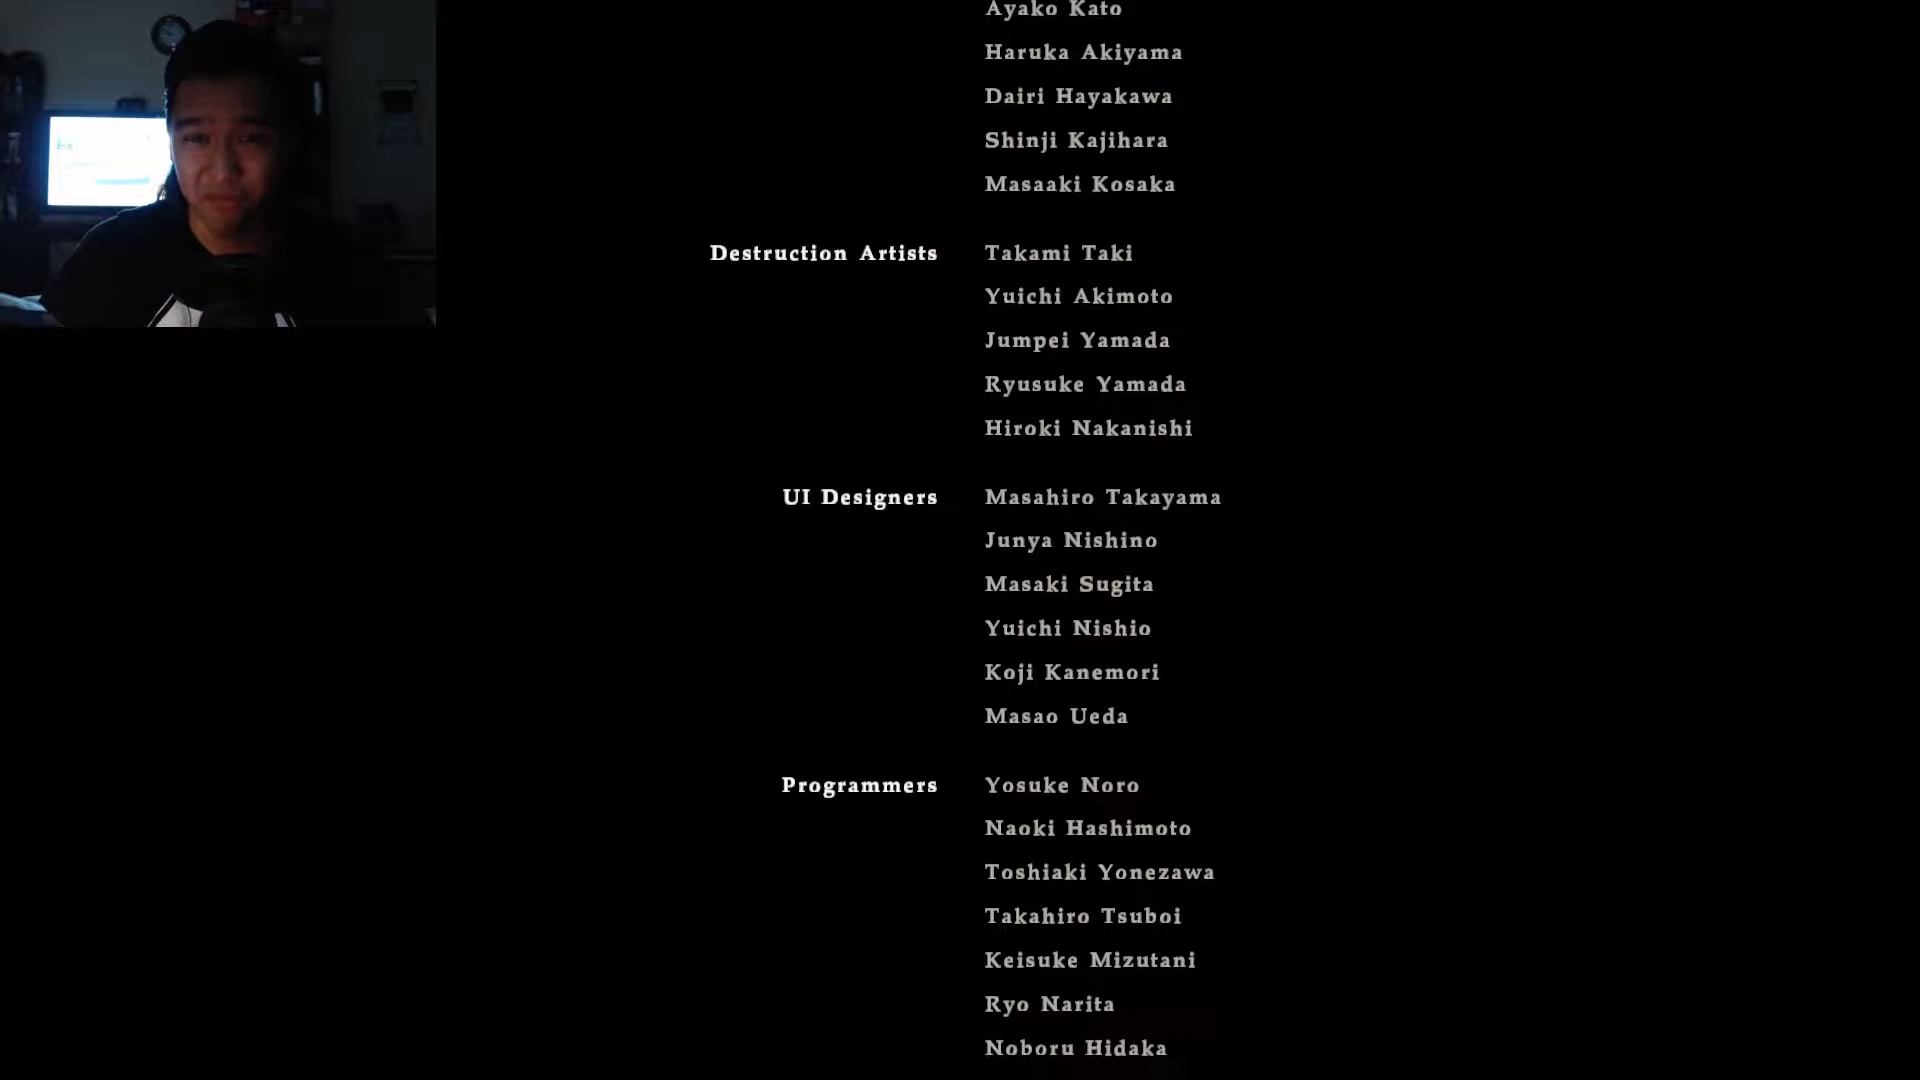 Ayako Kato
Haruka Akiyama
Dairi Hayakawa
Shinji Kajihara
Masaaki Kosaka
Destruction Artists Takami Taki
Yuichi Akimoto
Jumpei Yamada
Ryusuke Yamada
Hiroki Nakanishi
UI Designers Masahiro Takayama
Junya Nishino
Masaki Sugita
Yuichi Nishio
Koji Kanemori
Masao Ueda
Programmers Yosuke Noro
Naoki Hashimoto
Toshiaki Yonezawa
Takahiro Tsuboi
Keisuke Mizutani
Ryo Narita
Noboru Hidaka